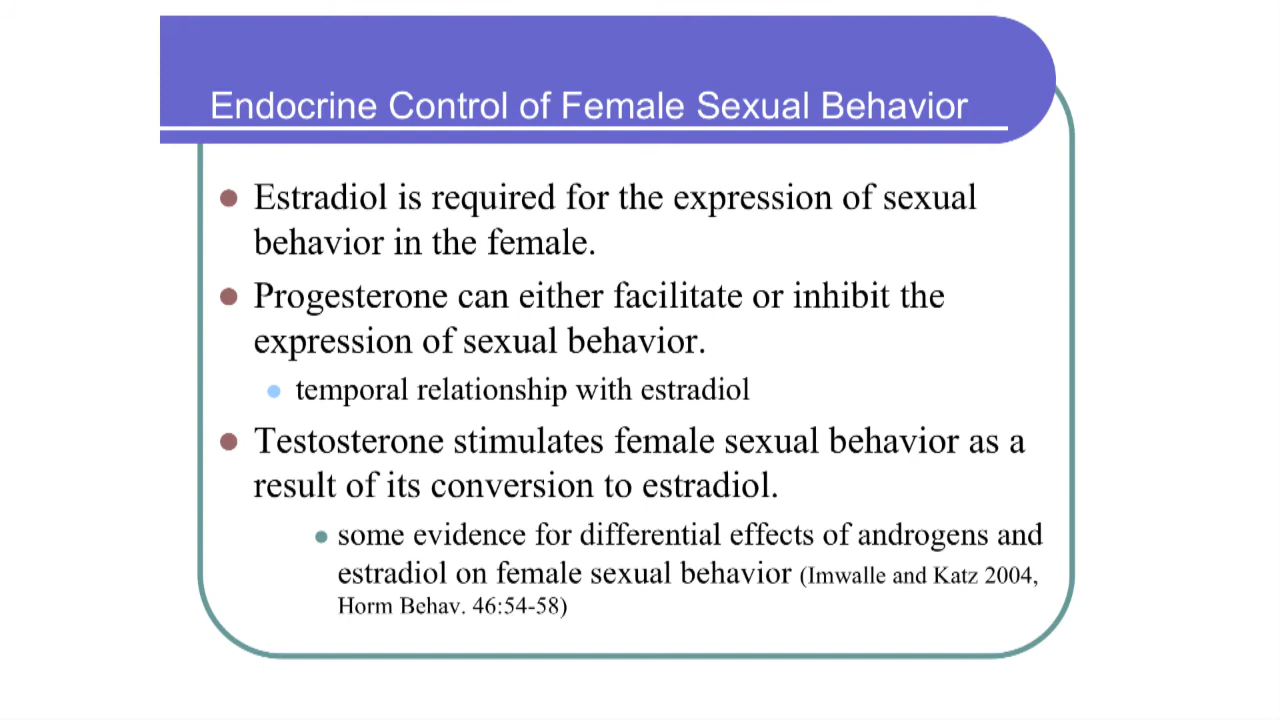 Endocrine Control of Female Sexual Behavior
Estradiol is required for the expression of sexual
behavior in the female.
Progesterone can either facilitate or inhibit the
expression of sexual behavior.
temporal relationship with estradiol
Testosterone stimulates female sexual behavior as a
result of its conversion to estradiol.
some evidence for differential effects of androgens and
estradiol on female sexual behavior (Imwalle and Katz 2004,
Horm Behav. 46:54-58)